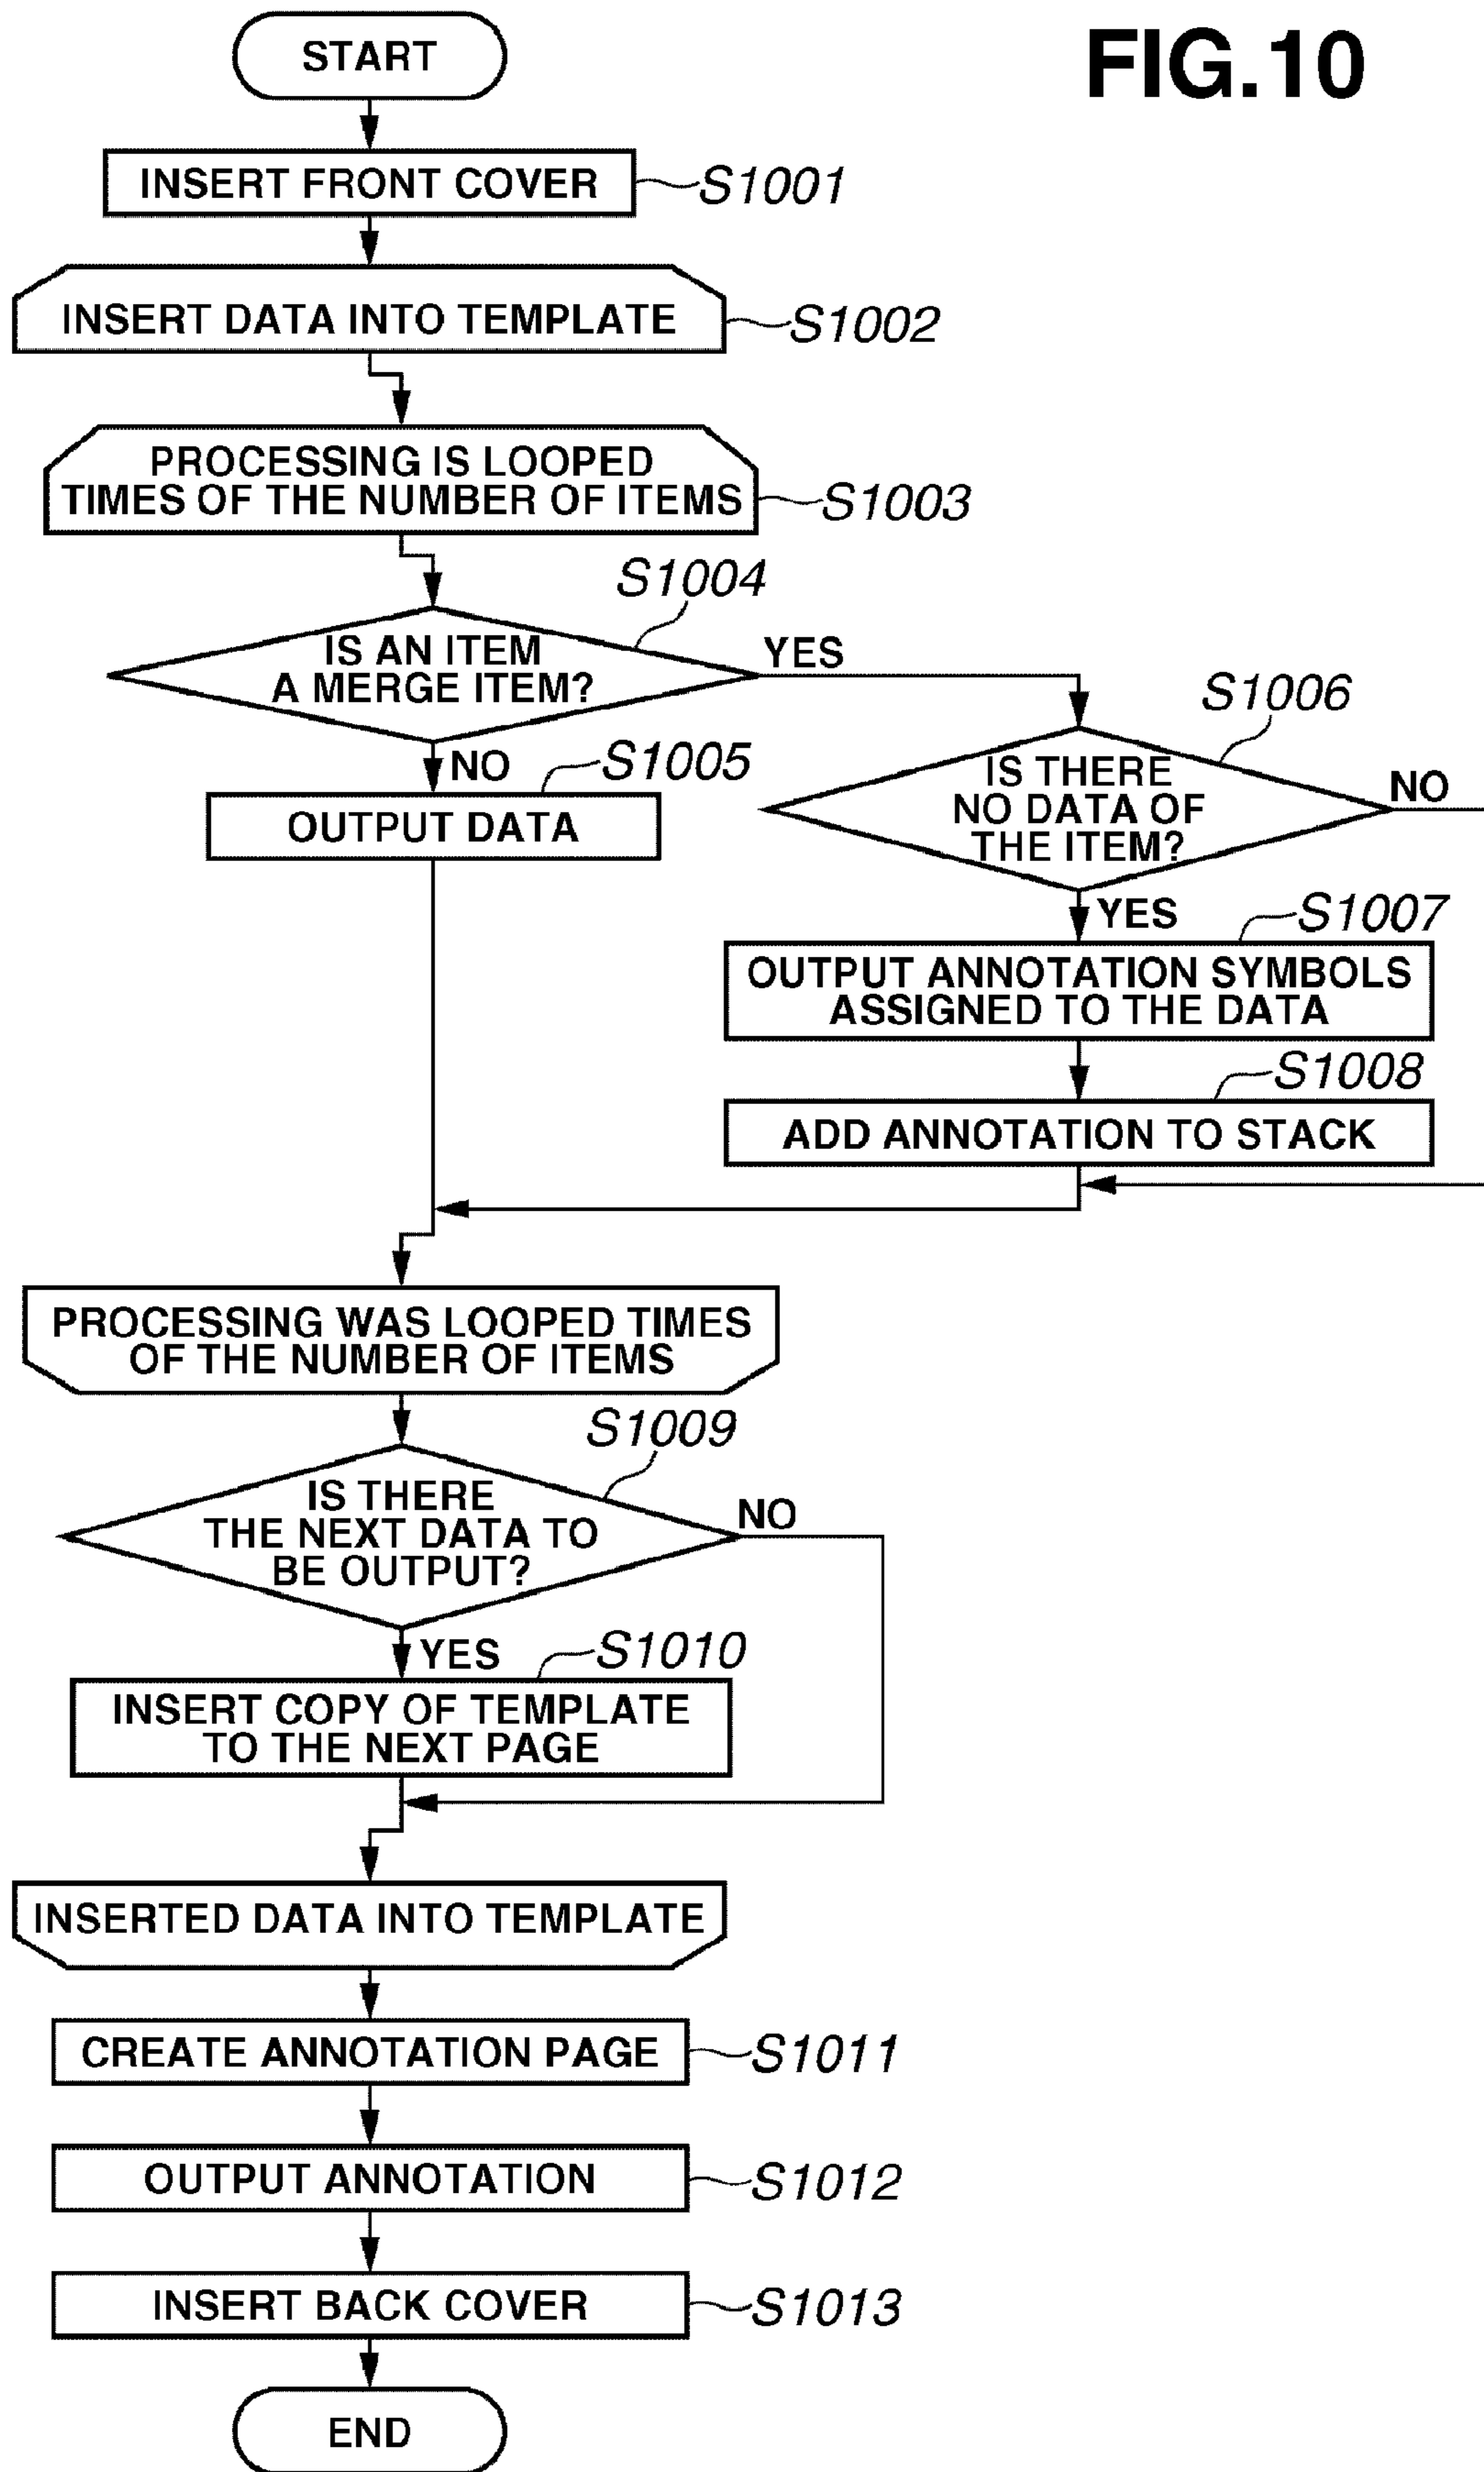 FIG.10
START
INSERT FRONT COVER
S1001
INSERT DATA INTO TEMPLATE
S1002
PROCESSING IS LOOPED
TIMES OF THE NUMBER OF ITEMS
S1003
S1004
IS AN ITEM
A MERGE ITEM?
YES
NO
S1005
OUTPUT DATA
S1006
IS THERE
NO DATA OF
THE ITEM?
NO
YES
S1007
OUTPUT ANNOTATION SYMBOLS
ASSIGNED TO THE DATA
S1008
ADD ANNOTATION TO STACK
PROCESSING WAS LOOPED TIMES
OF THE NUMBER OF ITEMS
S1009
IS THERE
THE NEXT DATA TO
BE OUTPUT?
NO
YES
S1010
INSERT COPY OF TEMPLATE
TO THE NEXT PAGE
INSERTED DATA INTO TEMPLATE
CREATE ANNOTATION PAGE
S1011
OUTPUT ANNOTATION
S1012
INSERT BACK COVER
S1013
END